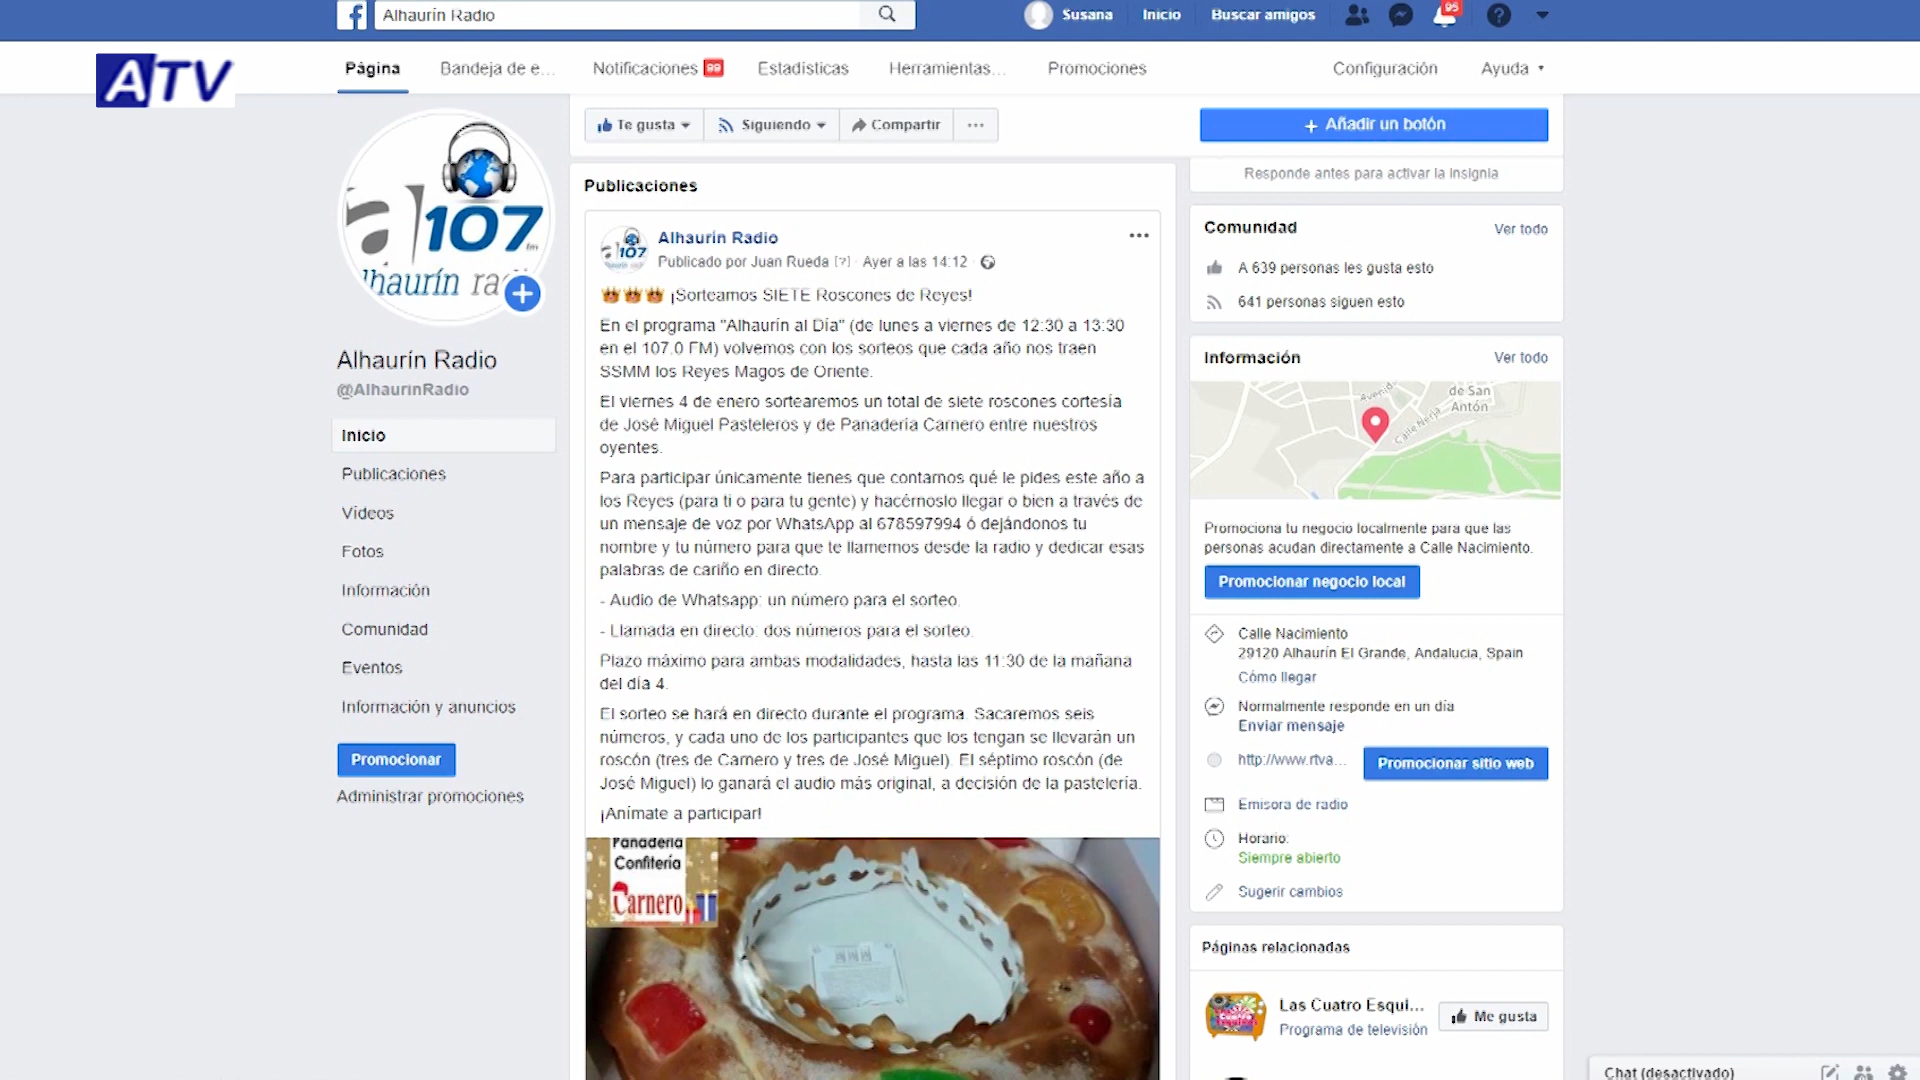 Alhaurín Radio
Susana
Inicio
Buscar amigos
95
ATV
Página
Bandeja de e...
Notificaciones 99
Estadísticas
Herramientas...
Promociones
Configuración
Ayuda
Te gusta
Siguiendo
Compartir
...
+ Añadir un botón
al 107 fm
lhaurín ra
Alhaurín Radio
@AlhaurinRadio
Inicio
Publicaciones
Vídeos
Fotos
Información
Comunidad
Eventos
Información y anuncios
Promocionar
Administrar promociones
Publicaciones
Alhaurín Radio
Publicado por Juan Rueda [?] · Ayer a las 14:12 ·
¡Sorteamos SIETE Roscones de Reyes!
En el programa "Alhaurín al Día" (de lunes a viernes de 12:30 a 13:30
en el 107.0 FM) volvemos con los sorteos que cada año nos traen
SSMM los Reyes Magos de Oriente.
El viernes 4 de enero sortearemos un total de siete roscones cortesía
de José Miguel Pasteleros y de Panadería Carnero entre nuestros
oyentes.
Para participar únicamente tienes que contarnos qué le pides este año a
los Reyes (para ti o para tu gente) y hacérnoslo llegar o bien a través de
un mensaje de voz por WhatsApp al 678597994 ó dejándonos tu
nombre y tu número para que te llamemos desde la radio y dedicar esas
palabras de cariño en directo.
- Audio de Whatsapp: un número para el sorteo.
- Llamada en directo: dos números para el sorteo.
Plazo máximo para ambas modalidades, hasta las 11:30 de la mañana
del día 4.
El sorteo se hará en directo durante el programa. Sacaremos seis
números, y cada uno de los participantes que los tengan se llevarán un
roscón (tres de Carnero y tres de José Miguel). El séptimo roscón (de
José Miguel) lo ganará el audio más original, a decisión de la pastelería.
¡Anímate a participar!
Panadería
Confitería
Carnero
Responde antes para activar la insignia
Comunidad
Ver todo
A 639 personas les gusta esto
641 personas siguen esto
Información
Ver todo
Avenida
de San
Antón
Calle Nerja
Promociona tu negocio localmente para que las
personas acudan directamente a Calle Nacimiento.
Promocionar negocio local
Calle Nacimiento
29120 Alhaurín El Grande, Andalucia, Spain
Cómo llegar
Normalmente responde en un día
Enviar mensaje
http://www.rtva...
Promocionar sitio web
Emisora de radio
Horario:
Siempre abierto
Sugerir cambios
Páginas relacionadas
Las Cuatro Esqui...
Programa de televisión
Me gusta
Chat (desactivado)